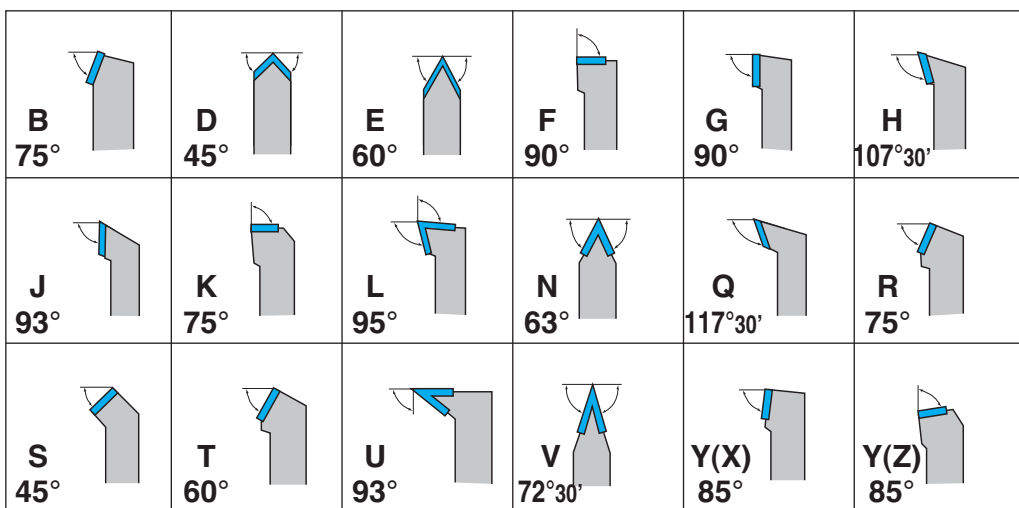 B
75°
D
45°
E
60°
F
90°
G
90°
H
107°30’
J
93°
K
75°
L
95°
N
63°
Q
117°30’
R
75°
S
45°
T
60°
U
93°
V
72°30’
Y(X)
85°
Y(Z)
85°